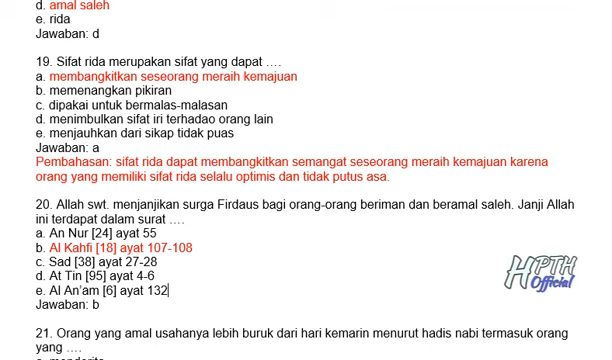 d. amal saleh
e. rida
Jawaban: d
19. Sifat rida merupakan sifat yang dapat ….
a. membangkitkan seseorang meraih kemajuan
b. memenangkan pikiran
c. dipakai untuk bermalas-malasan
d. menimbulkan sifat iri terhadao orang lain
e. menjauhkan dari sikap tidak puas
Jawaban: a
Pembahasan: sifat rida dapat membangkitkan semangat seseorang meraih kemajuan karena
orang yang memiliki sifat rida selalu optimis dan tidak putus asa.
20. Allah swt. menjanjikan surga Firdaus bagi orang-orang beriman dan beramal saleh. Janji Allah
ini terdapat dalam surat ….
a. An Nur [24] ayat 55
b. Al Kahfi [18] ayat 107-108
c. Sad [38] ayat 27-28
d. At Tin [95] ayat 4-6
e. Al An’am [6] ayat 132
Jawaban: b
HPTH
Official
21. Orang yang amal usahanya lebih buruk dari hari kemarin menurut hadis nabi termasuk orang
yang ….